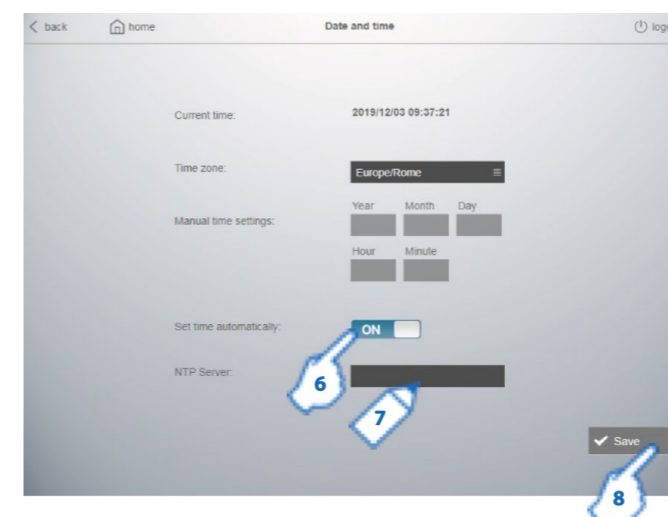 < back home Date and time logo
Current time: 2019/12/03 09:37:21
Time zone: Europe/Rome
Manual time settings: Year Month Day
Hour Minute
Set time automatically: ON
NTP Server:
6
7
Save
8